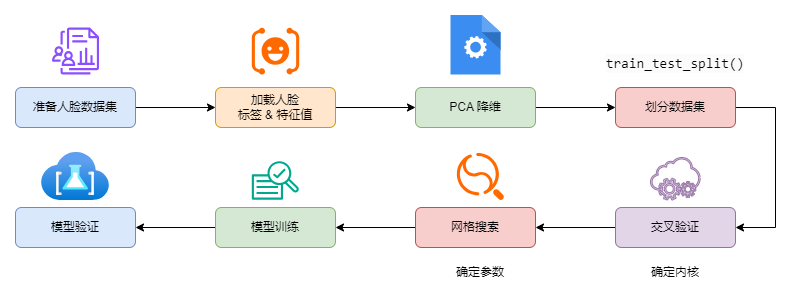 train_test_split()
准备人脸数据集
加载人脸
标签 & 特征值
PCA 降维
划分数据集
模型验证
模型训练
网格搜索
交叉验证
确定参数
确定内核